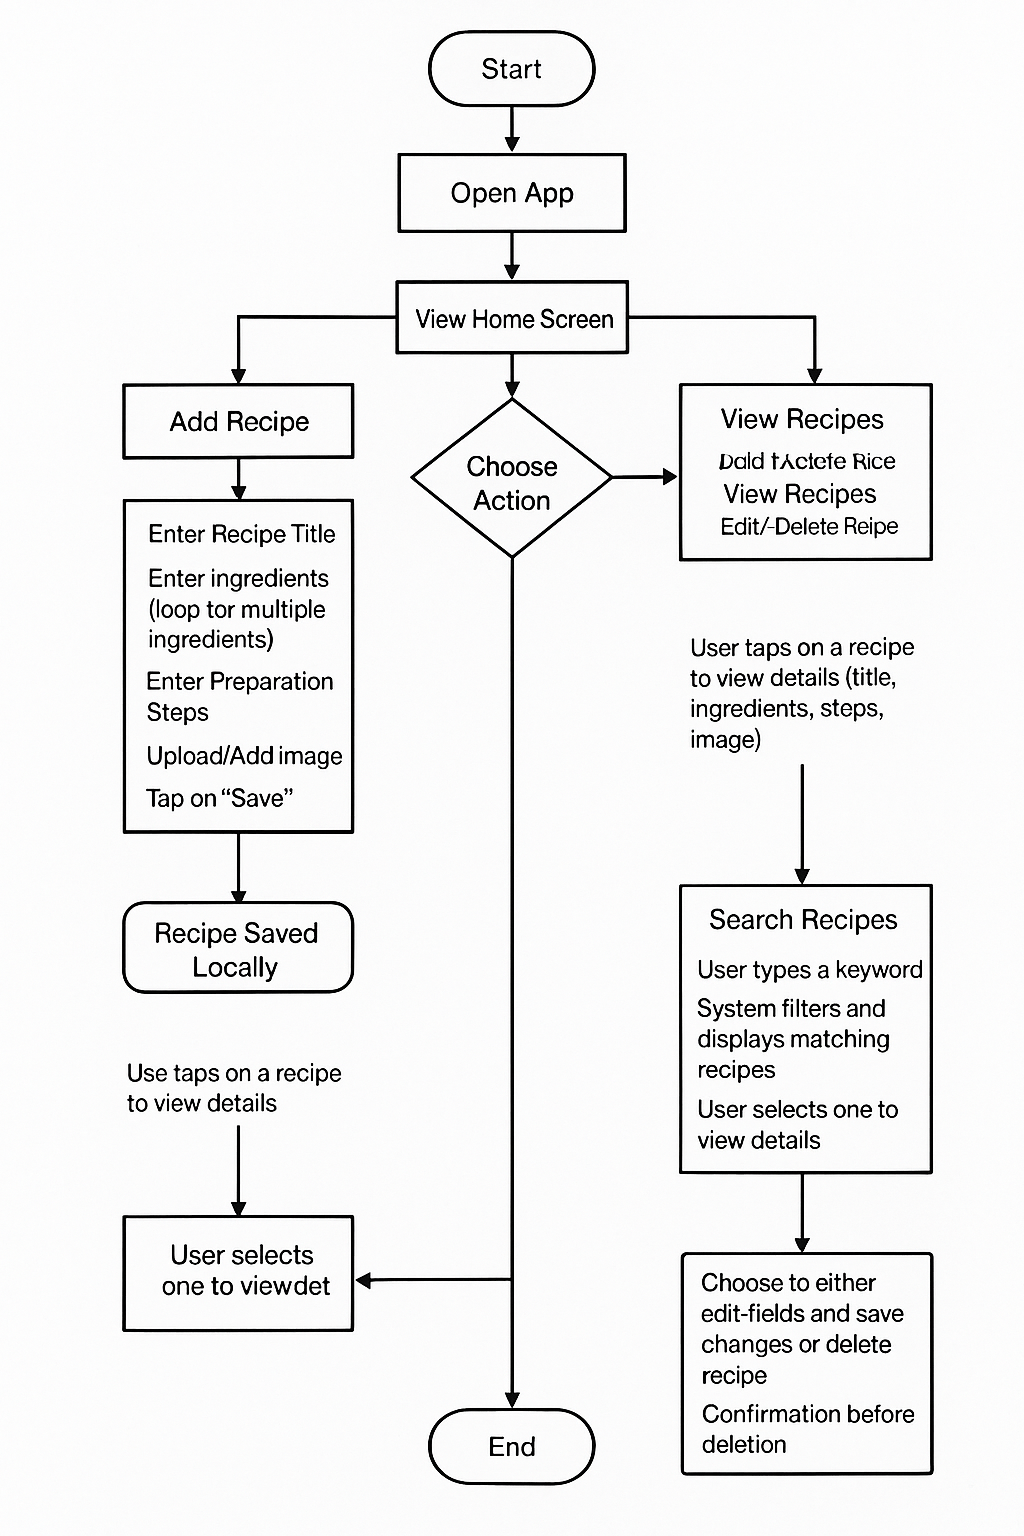 Start
Open App
View Home Screen
Add Recipe
Enter Recipe Title
Enter ingredients
(loop tor multiple
ingredients)
Enter Preparation
Steps
Upload/Add image
Tap on “Save”
Recipe Saved
Locally
Use taps on a recipe
to view details
User selects
one to viewdet
Choose
Action
End
View Recipes
Rice
View Recipes
Edit/-Delete Reipe
User taps on a recipe
to view details (title,
ingredients, steps,
image)
Search Recipes
User types a keyword
System filters and
displays matching
recipes
User selects one to
view details
Choose to either
edit-fields and save
changes or delete
recipe
Confirmation before
deletion